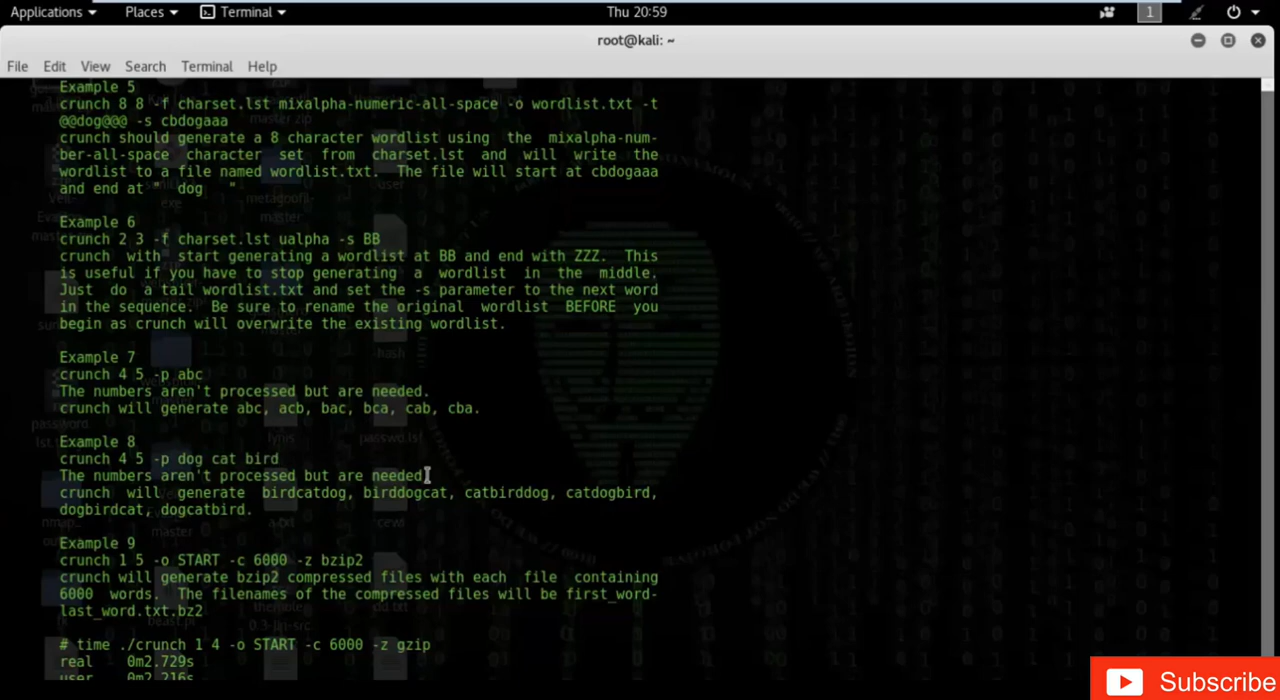 Applications Places Terminal Thu 20:59 1
root@kali: ~
File Edit View Search Terminal Help
Example 5
crunch 8 8 -f charset.lst mixalpha-numeric-all-space -o wordlist.txt -t
@@dog@@@ -s cbdogaaa
crunch should generate a 8 character wordlist using the mixalpha-num-
ber-all-space character set from charset.lst and will write the
wordlist to a file named wordlist.txt. The file will start at cbdogaaa
and end at " dog "
Example 6
crunch 2 3 -f charset.lst ualpha -s BB
crunch with start generating a wordlist at BB and end with ZZZ. This
is useful if you have to stop generating a wordlist in the middle.
Just do a tail wordlist.txt and set the -s parameter to the next word
in the sequence. Be sure to rename the original wordlist BEFORE you
begin as crunch will overwrite the existing wordlist.
Example 7
crunch 4 5 -p abc
The numbers aren't processed but are needed.
crunch will generate abc, acb, bac, bca, cab, cba.
Example 8
crunch 4 5 -p dog cat bird
The numbers aren't processed but are needed.
crunch will generate birdcatdog, birddogcat, catbirddog, catdogbird,
dogbirdcat, dogcatbird.
Example 9
crunch 1 5 -o START -c 6000 -z bzip2
crunch will generate bzip2 compressed files with each file containing
6000 words. The filenames of the compressed files will be first_word-
last_word.txt.bz2
# time ./crunch 1 4 -o START -c 6000 -z gzip
real 0m2.729s
user 0m2.216s
Subscribe